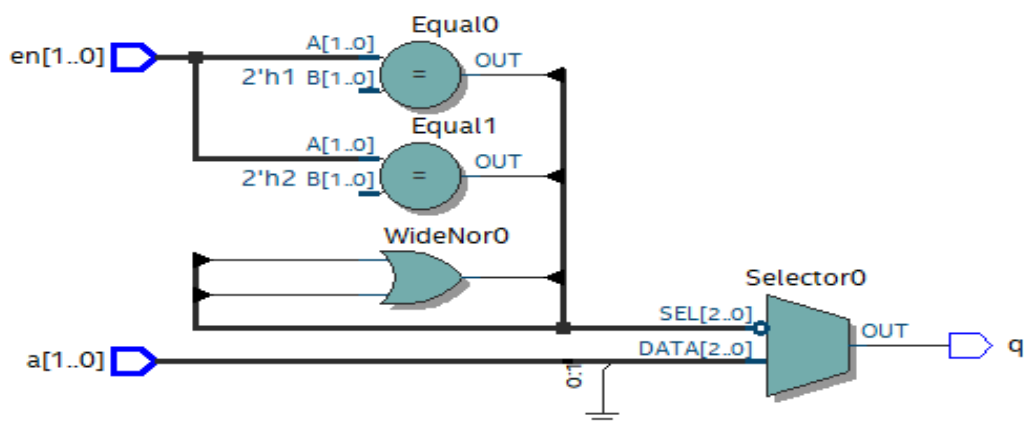 Equal0
en[1..0]
A[1..0]
OUT
2'h1 B[1..0]
=
Equal1
A[1..0]
OUT
2'h2 B[1..0]
=
WideNor0
Selector0
SEL[2..0]
OUT
q
DATA[2..0]
a[1..0]
0:1